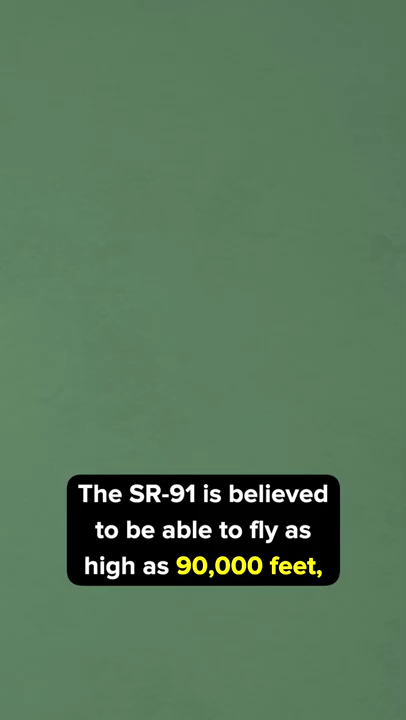 The SR-91 is believed
to be able to fly as
high as 90,000 feet,